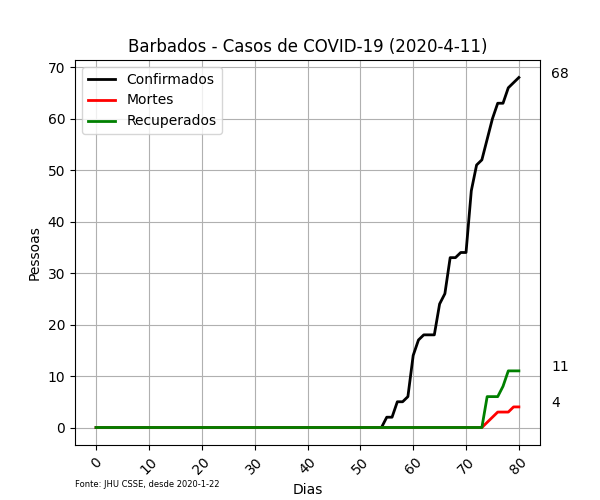 Barbados - Casos de COVID-19 (2020-4-11)
Confirmados
Mortes
Recuperados
Pessoas
70
60
50
40
30
20
10
0
68
11
4
0 10 20 30 40 50 60 70 80
Dias
Fonte: JHU CSSE, desde 2020-1-22